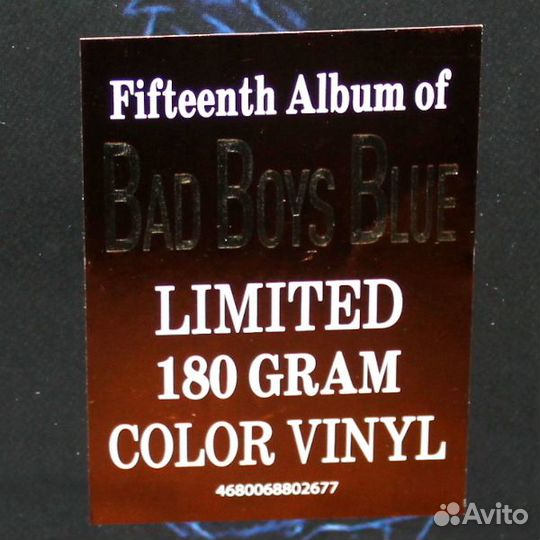 Fifteenth Album of
BAD BOYS BLUE
LIMITED
180 GRAM
COLOR VINYL
4680068802677
Avito